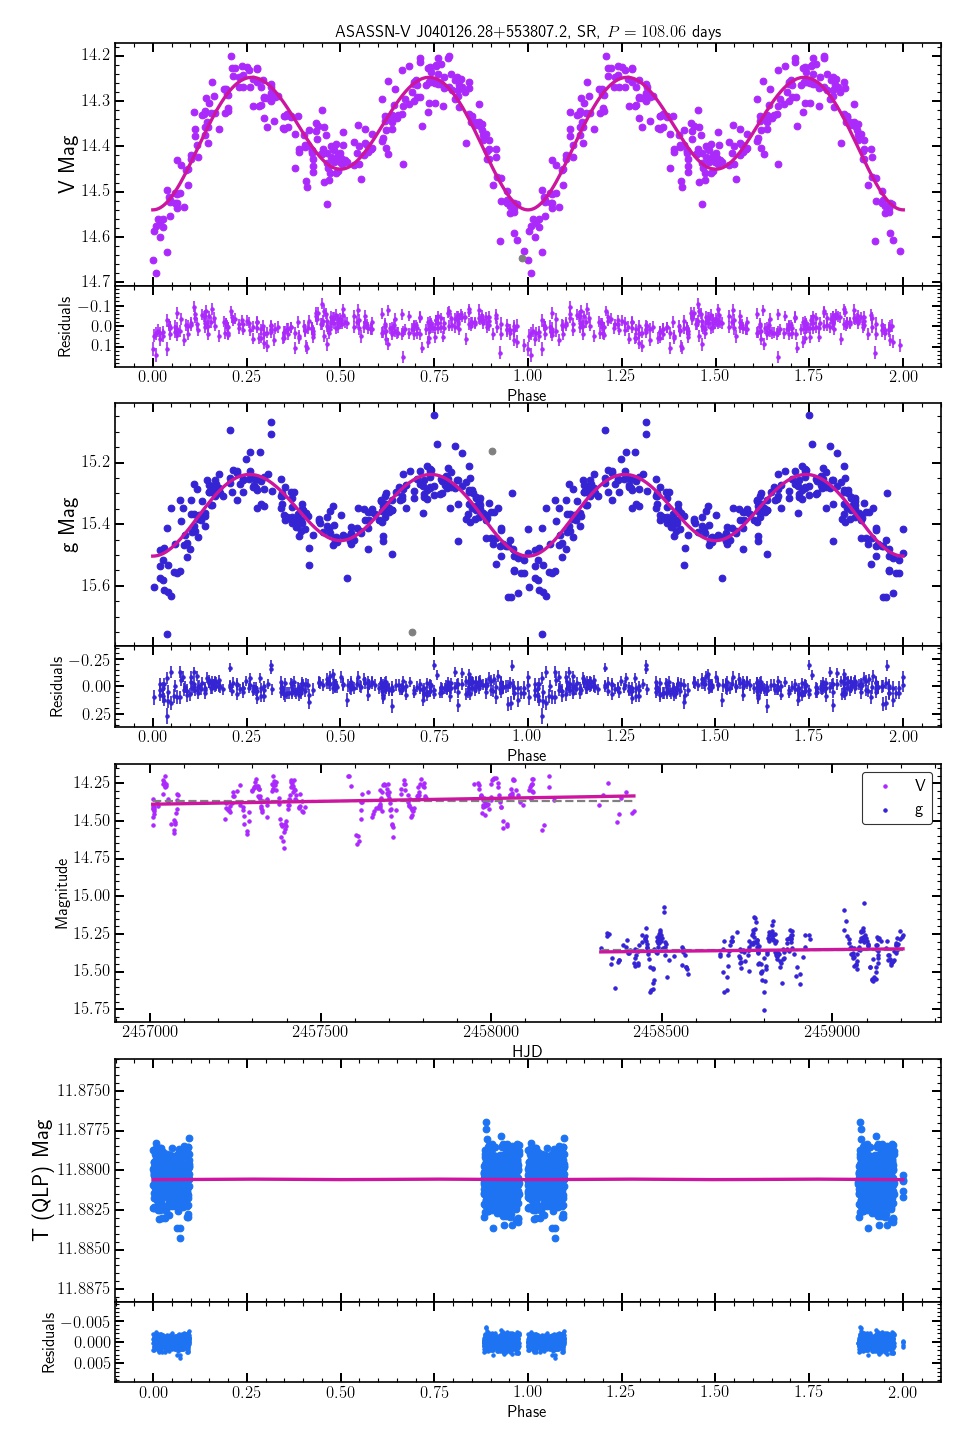 ASASSN-V J040126.28+553807.2, SR, P = 108.06 days
14.2
14.3
14.4
14.5
14.6
14.7
V Mag
−0.1
0.0
0.1
Residuals
0.00 0.25 0.50 0.75 1.00 1.25 1.50 1.75 2.00
Phase
15.2
15.4
15.6
g Mag
−0.25
0.00
0.25
Residuals
0.00 0.25 0.50 0.75 1.00 1.25 1.50 1.75 2.00
Phase
14.25
14.50
14.75
15.00
15.25
15.50
15.75
Magnitude
V
g
2457000 2457500 2458000 2458500 2459000
HJD
11.8750
11.8775
11.8800
11.8825
11.8850
11.8875
T (QLP) Mag
−0.005
0.000
0.005
Residuals
0.00 0.25 0.50 0.75 1.00 1.25 1.50 1.75 2.00
Phase